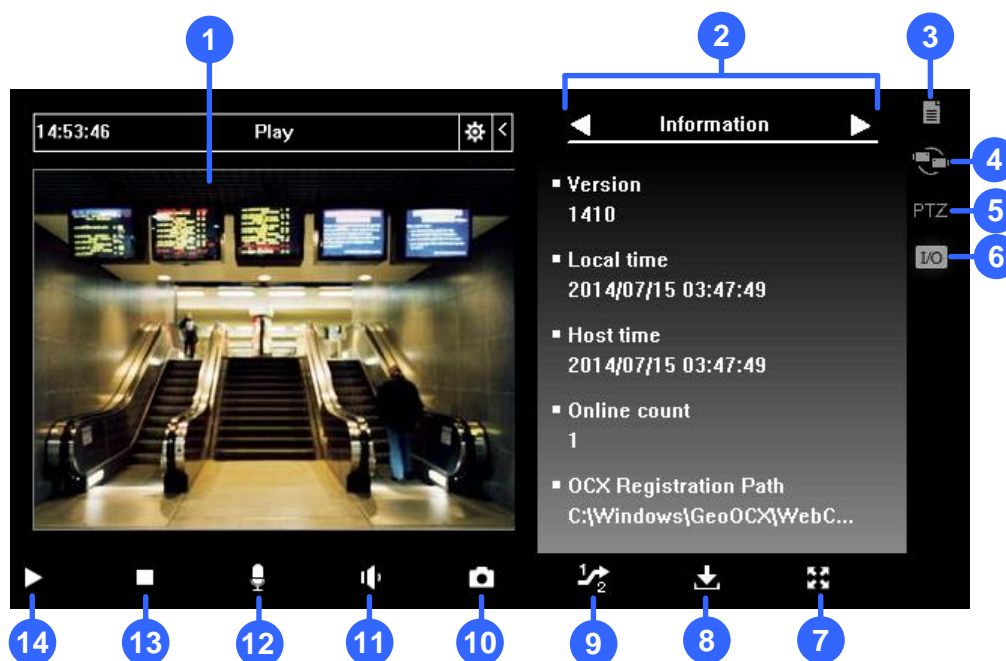 1
2
3
14:53:46
Play
Information
4
Version
1410
PTZ
5
Local time
2014/07/15 03:47:49
I/O
6
Host time
2014/07/15 03:47:49
Online count
1
OCX Registration Path
C:\Windows\GeoOCX\WebC...
1
2
14
13
12
11
10
9
8
7